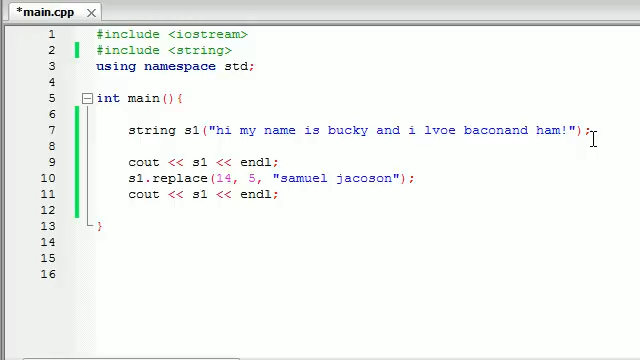 *main.cpp
1 #include <iostream>
2 #include <string>
3 using namespace std;
4
5 int main(){
6
7 string s1("hi my name is bucky and i lvoe baconand ham!");
8
9 cout << s1 << endl;
10 s1.replace(14, 5, "samuel jacoson");
11 cout << s1 << endl;
12
13 }
14
15
16